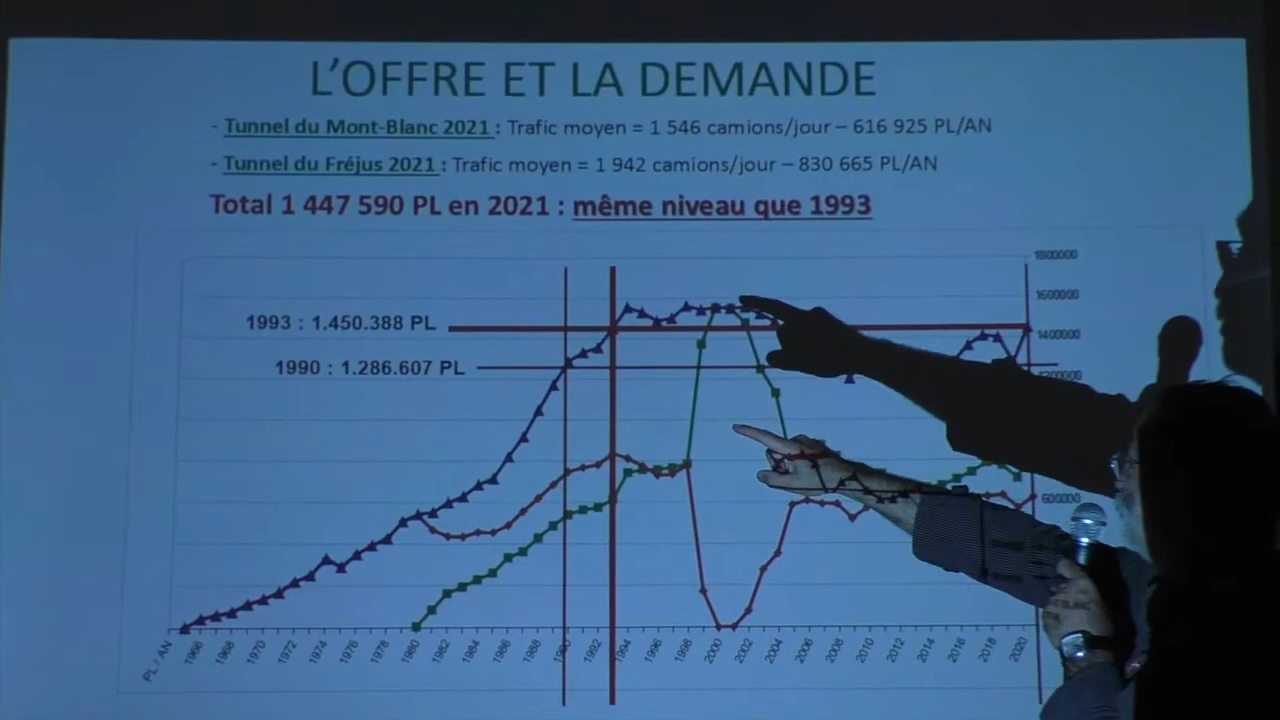 L'OFFRE ET LA DEMANDE
- Tunnel du Mont-Blanc 2021 : Trafic moyen = 1 546 camions/jour – 616 925 PL/AN
- Tunnel du Fréjus 2021 : Trafic moyen = 1 942 camions/jour – 830 665 PL/AN
Total 1 447 590 PL en 2021 : même niveau que 1993
1800000
1600000
1993 : 1.450.388 PL
1400000
1990 : 1.286.607 PL
1200000
600000
PL / AN 1966 1968 1970 1972 1974 1976 1978 1980 1982 1984 1986 1988 1990 1992 1994 1996 1998 2000 2002 2004 2006 2008 2010 2012 2014 2016 2018 2020